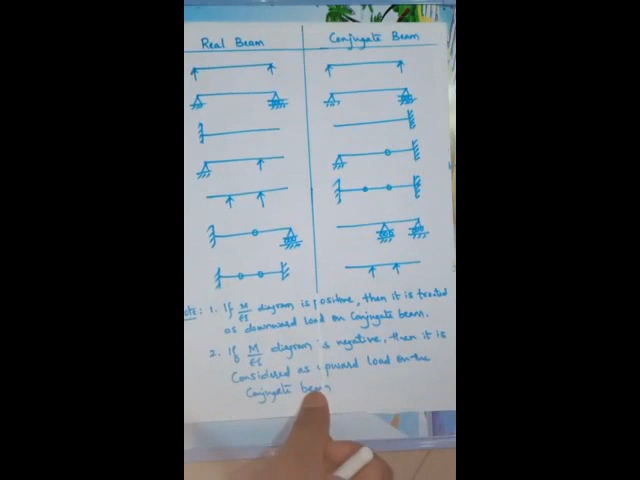 Real Beam
Conjugate Beam
Note: 1. If M/EI diagram is positive, then it is treated
as downward load on Conjugate beam.
2. If M/EI diagram is negative, then it is
Considered as upward load on the
Conjugate beam